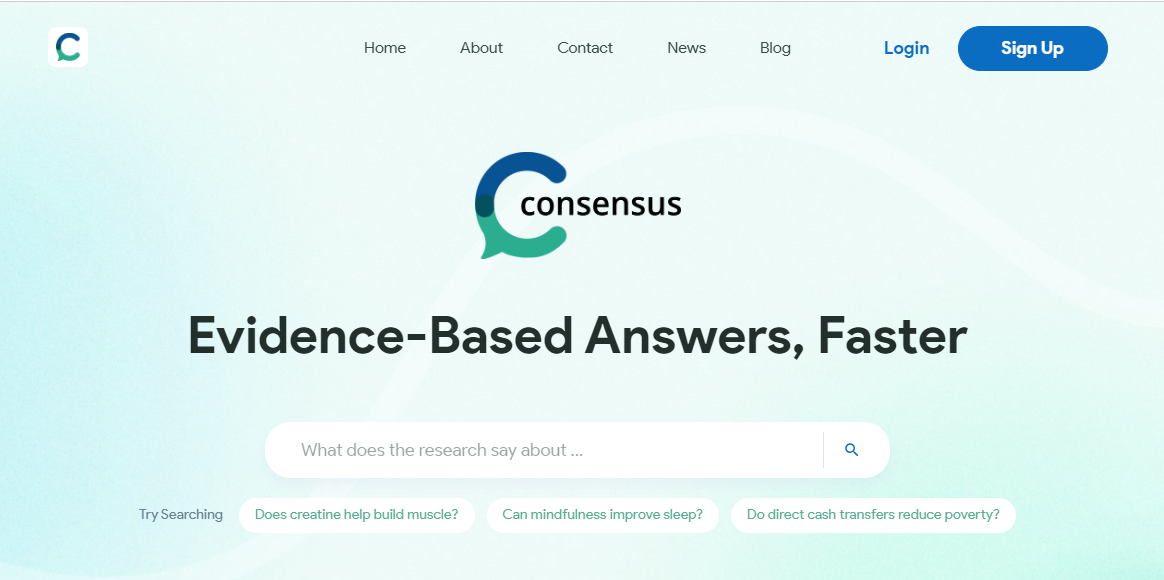 Home About Contact News Blog Login Sign Up
consensus
Evidence-Based Answers, Faster
What does the research say about ...
Try Searching Does creatine help build muscle? Can mindfulness improve sleep? Do direct cash transfers reduce poverty?